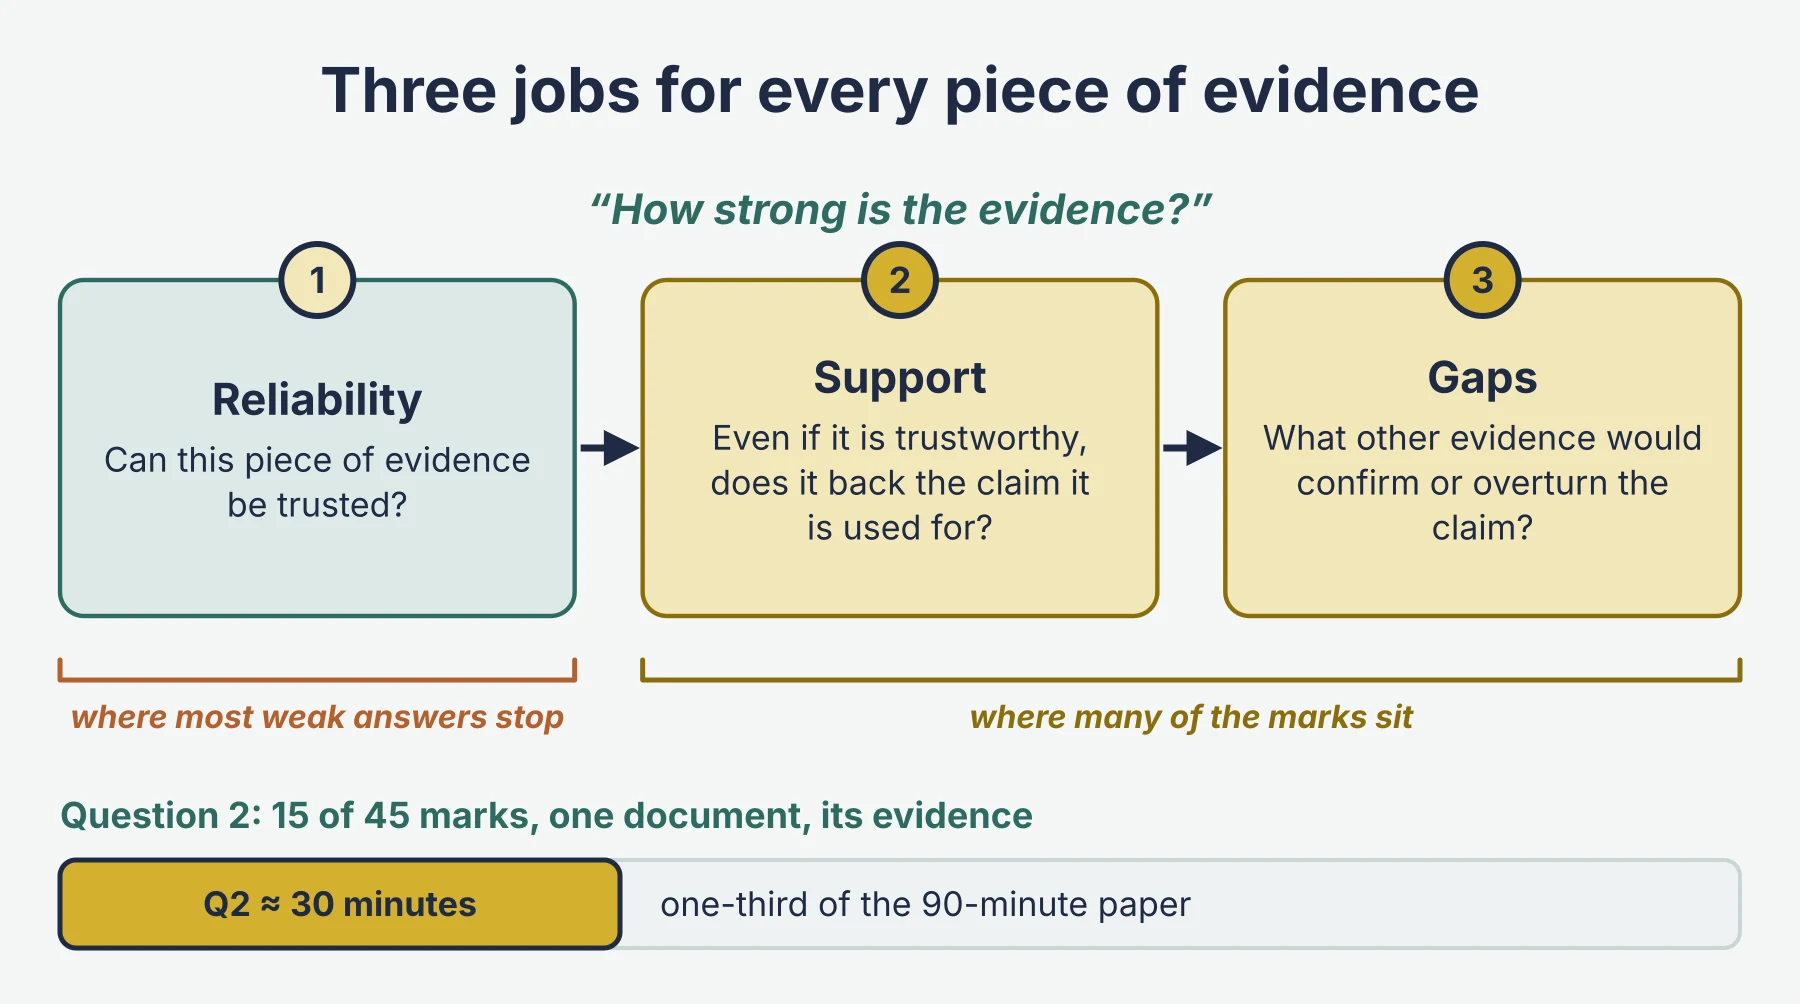 Three jobs for every piece of evidence
“How strong is the evidence?”
1
Reliability
Can this piece of evidence
be trusted?
2
Support
Even if it is trustworthy,
does it back the claim it
is used for?
3
Gaps
What other evidence would
confirm or overturn the
claim?
where most weak answers stop
where many of the marks sit
Question 2: 15 of 45 marks, one document, its evidence
Q2 ≈ 30 minutes
one-third of the 90-minute paper